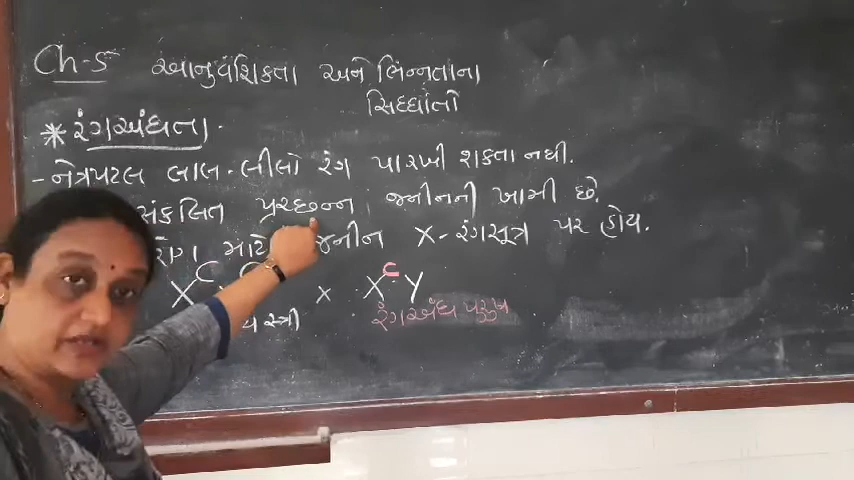 Ch-5 આનુવંશિકતા અને ભિન્નતાના
સિદ્ધાંતો
* રંગઅંધતા.
- નેત્રપટલ લાલ-લીલો રંગ પારખી શકતા નથી.
સંકલિત પ્રચ્છન્ન જનીનની ખામી છે.
માટે જનીન X-રંગસૂત્ર પર હોય.
X^C x X^C Y
સ્ત્રી રંગઅંધ પુરુષ